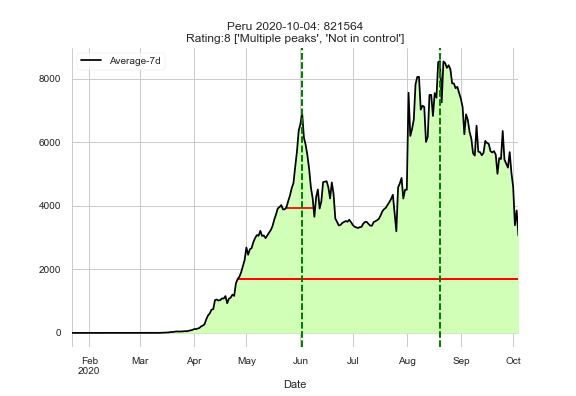 Peru 2020-10-04: 821564
Rating:8 ['Multiple peaks', 'Not in control']
Average-7d
8000
6000
4000
2000
0
Feb Mar Apr May Jun Jul Aug Sep Oct
2020
Date